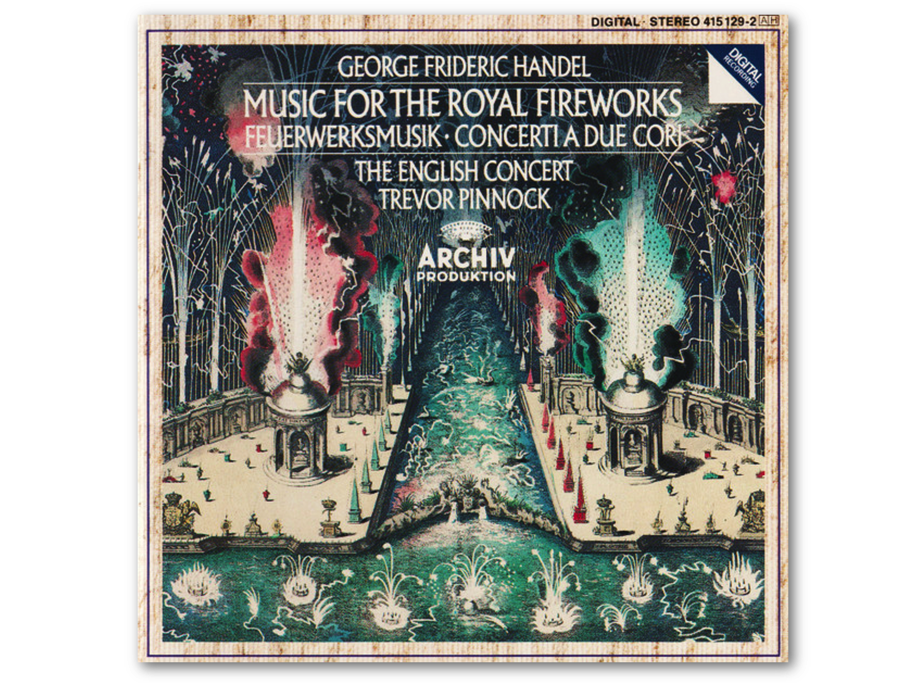 DIGITAL · STEREO 415 129-2 AH
GEORGE FRIDERIC HANDEL
MUSIC FOR THE ROYAL FIREWORKS
FEUERWERKSMUSIK · CONCERTI A DUE CORI
THE ENGLISH CONCERT
TREVOR PINNOCK
ARCHIV
PRODUKTION
DIGITAL
RECORDING